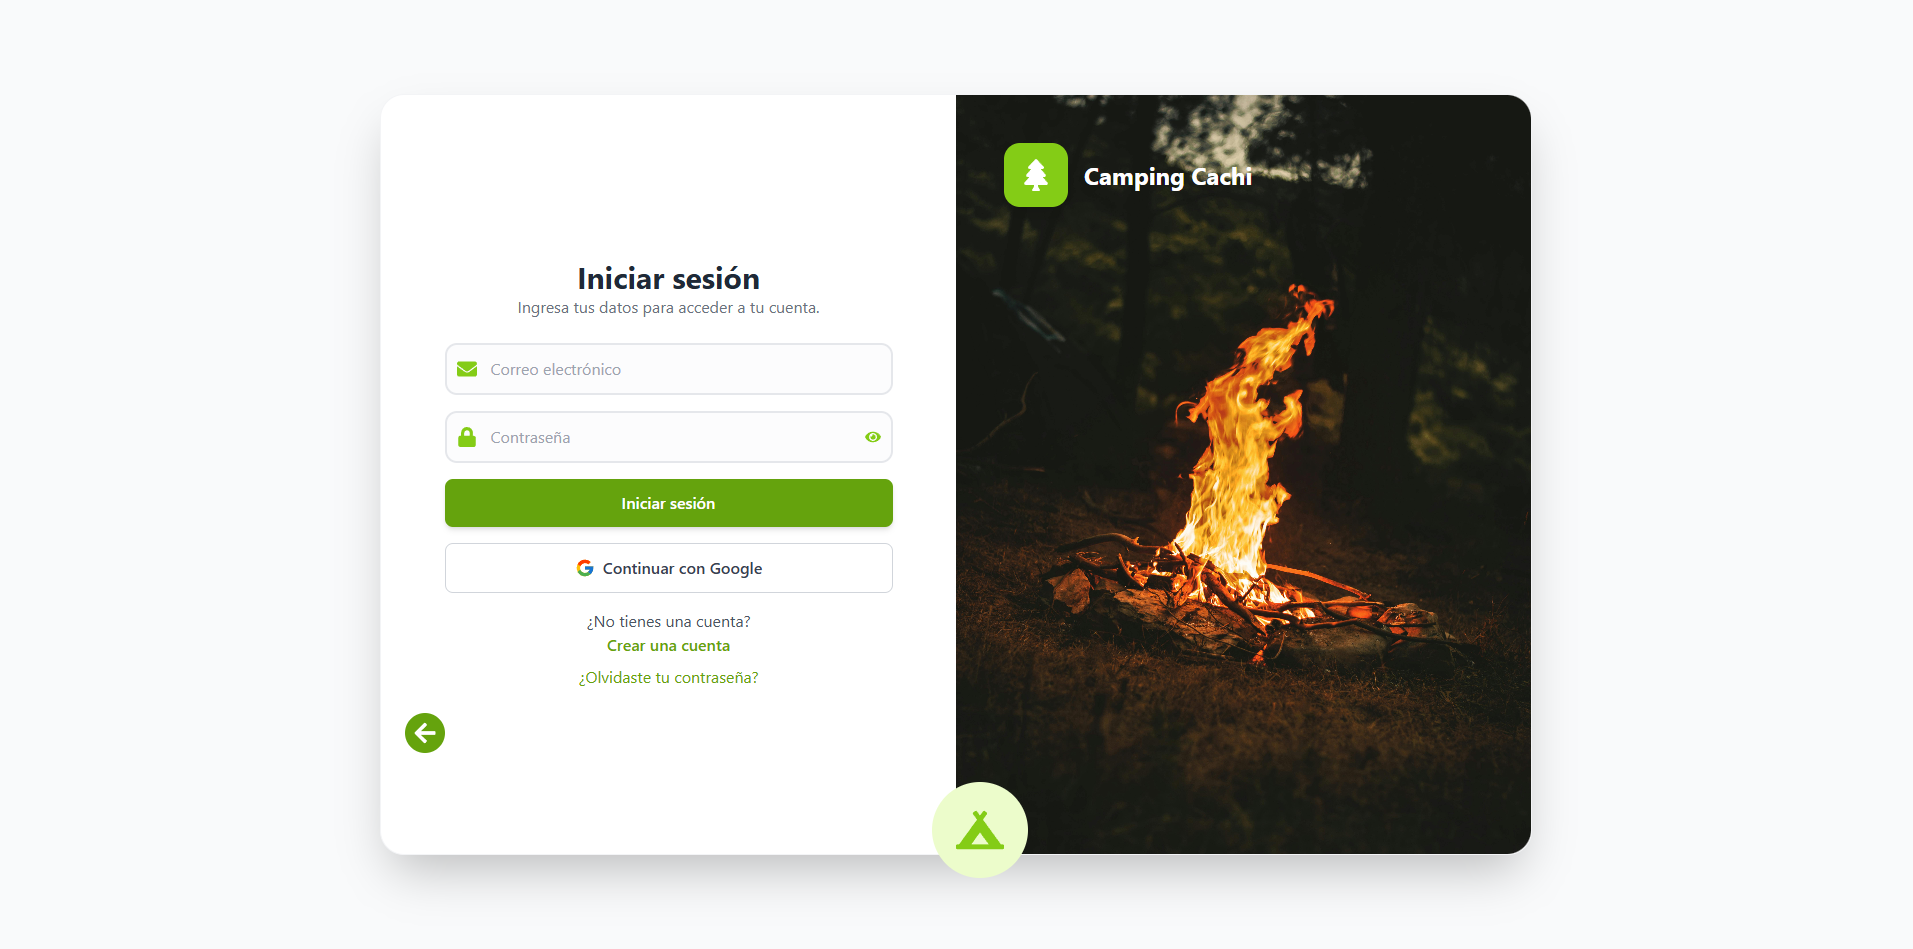 Iniciar sesión
Ingresa tus datos para acceder a tu cuenta.
Correo electrónico
Contraseña
Iniciar sesión
Continuar con Google
¿No tienes una cuenta?
Crear una cuenta
¿Olvidaste tu contraseña?
Camping Cachi